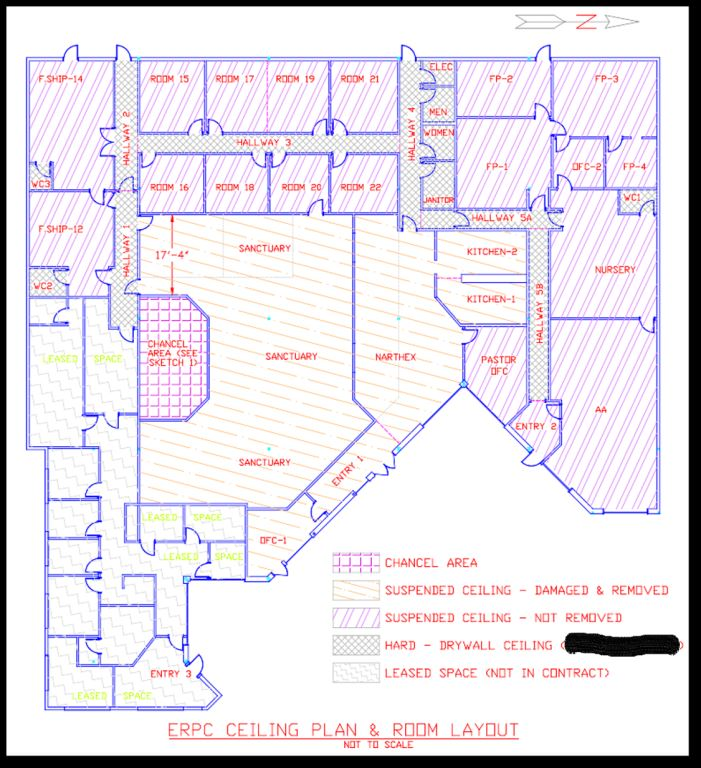 N
ELEC
F.SHIP-14
ROOM 15
ROOM 17
ROOM 19
ROOM 21
FP-2
FP-3
HALLWAY 2
HALLWAY 4
MEN
WOMEN
HALLWAY 3
FP-1
OFC-2
FP-4
WC3
ROOM 16
ROOM 18
ROOM 20
ROOM 22
JANITOR
WC1
HALLWAY 5A
F.SHIP-12
HALLWAY 1
17'-4"
SANCTUARY
KITCHEN-2
NURSERY
WC2
KITCHEN-1
HALLWAY 5B
CHANCEL
AREA (SEE
SKETCH 1)
LEASED
SPACE
SANCTUARY
NARTHEX
PASTOR
OFC
AA
ENTRY 2
SANCTUARY
ENTRY 1
LEASED
SPACE
OFC-1
LEASED
SPACE
CHANCEL AREA
SUSPENDED CEILING - DAMAGED & REMOVED
SUSPENDED CEILING - NOT REMOVED
HARD - DRYWALL CEILING (
LEASED SPACE (NOT IN CONTRACT)
ENTRY 3
LEASED
SPACE
ERPC CEILING PLAN & ROOM LAYOUT
NOT TO SCALE